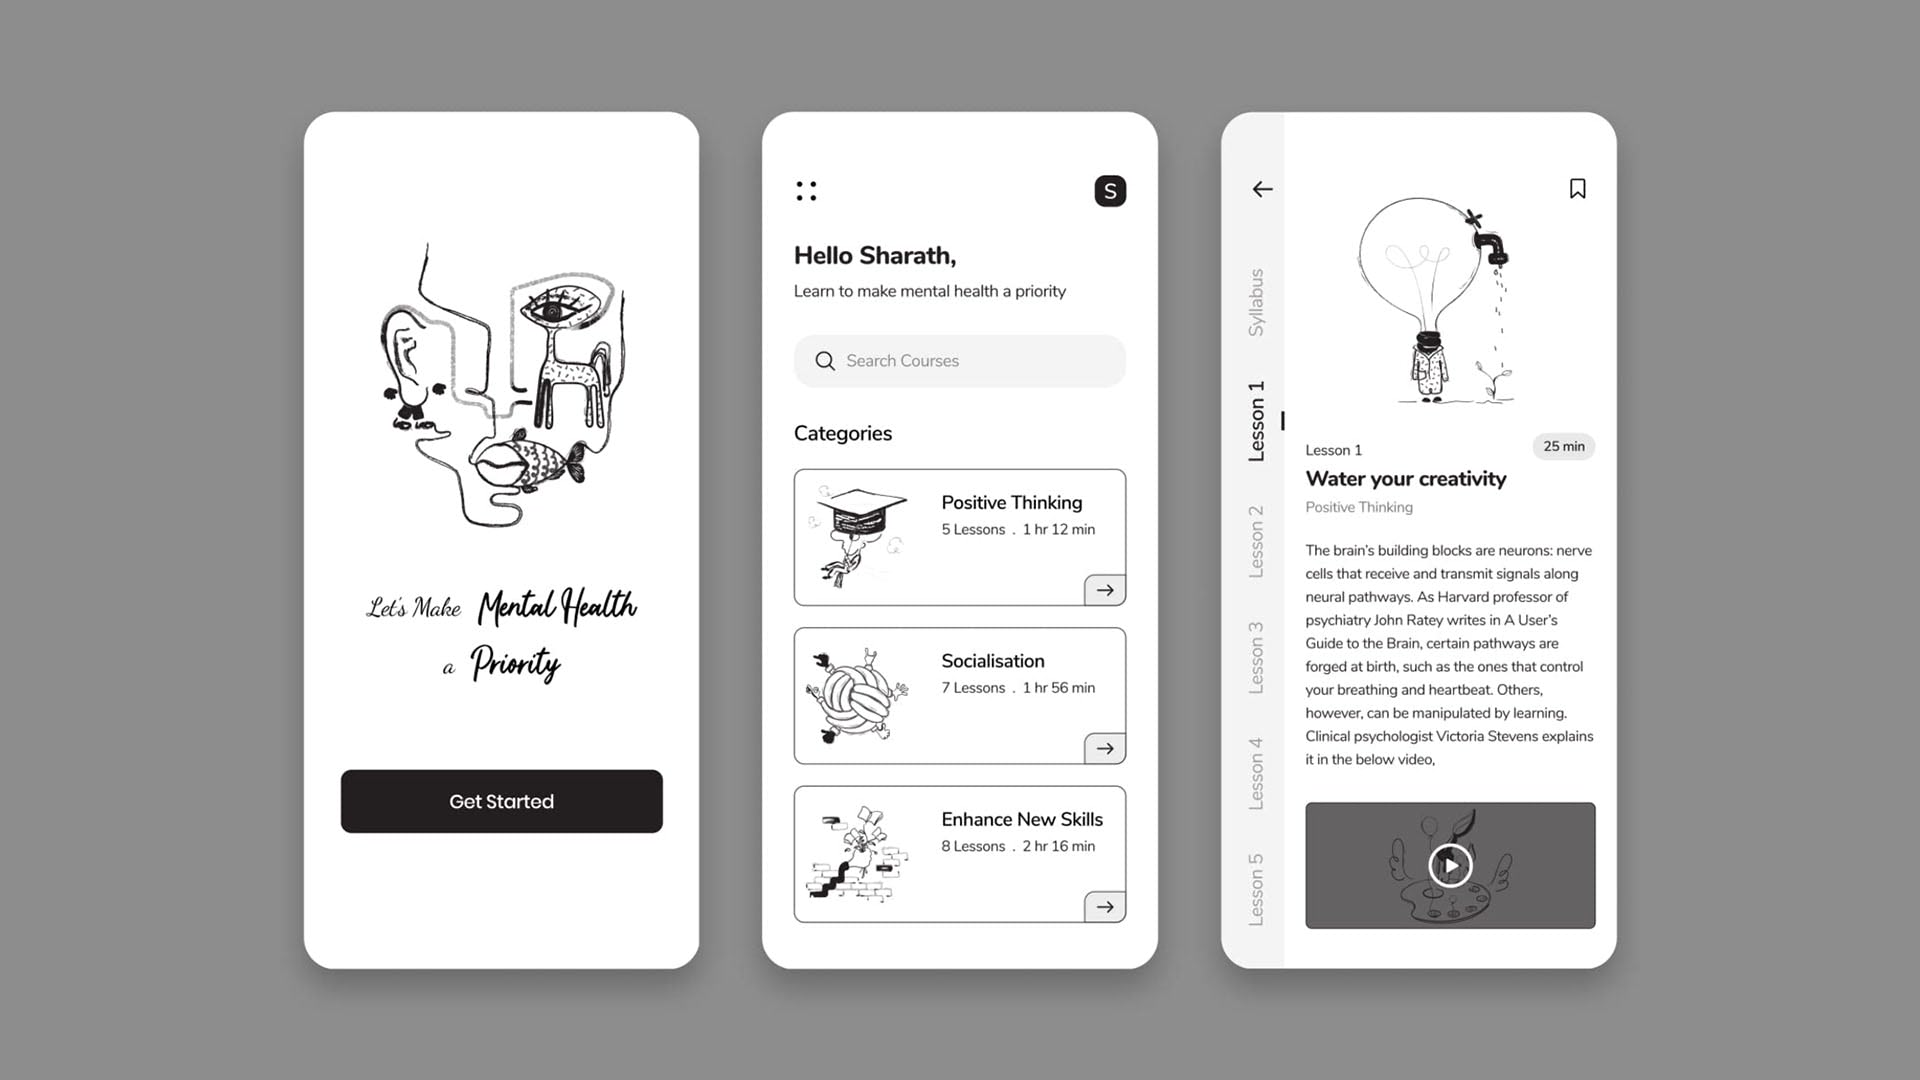 Let's Make Mental Health
a Priority
Get Started
S
Hello Sharath,
Learn to make mental health a priority
Search Courses
Categories
Positive Thinking
5 Lessons . 1 hr 12 min
Socialisation
7 Lessons . 1 hr 56 min
Enhance New Skills
8 Lessons . 2 hr 16 min
Syllabus
Lesson 1
Lesson 2
Lesson 3
Lesson 4
Lesson 5
Lesson 1
25 min
Water your creativity
Positive Thinking
The brain's building blocks are neurons: nerve
cells that receive and transmit signals along
neural pathways. As Harvard professor of
psychiatry John Ratey writes in A User's
Guide to the Brain, certain pathways are
forged at birth, such as the ones that control
your breathing and heartbeat. Others,
however, can be manipulated by learning.
Clinical psychologist Victoria Stevens explains
it in the below video,